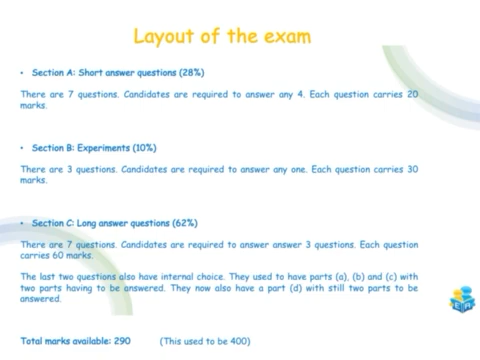 Layout of the exam
• Section A: Short answer questions (28%)
There are 7 questions. Candidates are required to answer any 4. Each question carries 20
marks.
• Section B: Experiments (10%)
There are 3 questions. Candidates are required to answer any one. Each question carries 30
marks.
• Section C: Long answer questions (62%)
There are 7 questions. Candidates are required to answer answer 3 questions. Each question
carries 60 marks.
The last two questions also have internal choice. They used to have parts (a), (b) and (c) with
two parts having to be answered. They now also have a part (d) with still two parts to be
answered.
Total marks available: 290 (This used to be 400)